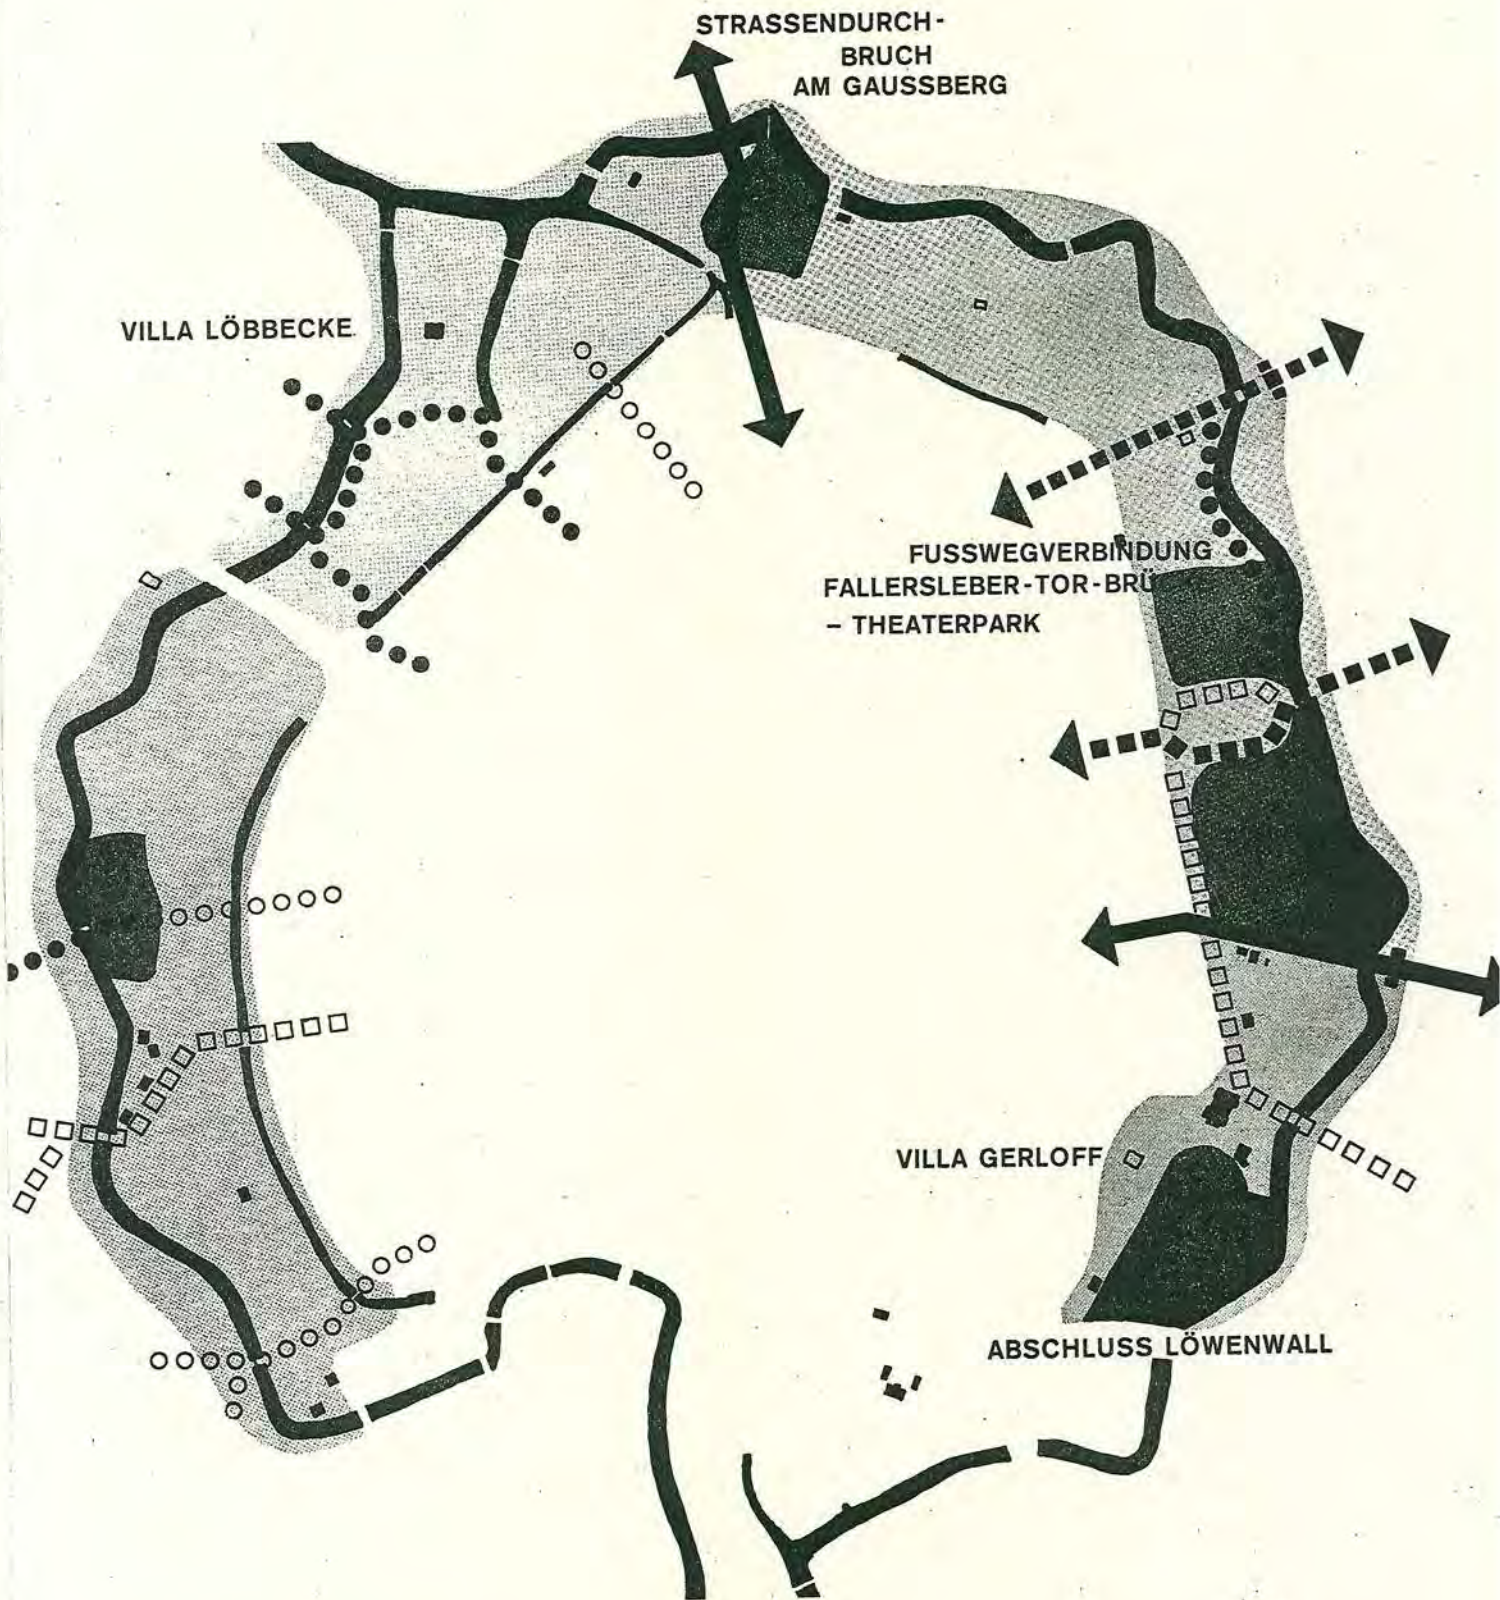 STRASSENDURCH-
BRUCH
AM GAUSSBERG
VILLA LÖBBECKE
FUSSWEGVERBINDUNG
FALLERSLEBER-TOR-BRÜ
– THEATERPARK
VILLA GERLOFF
ABSCHLUSS LÖWENWALL